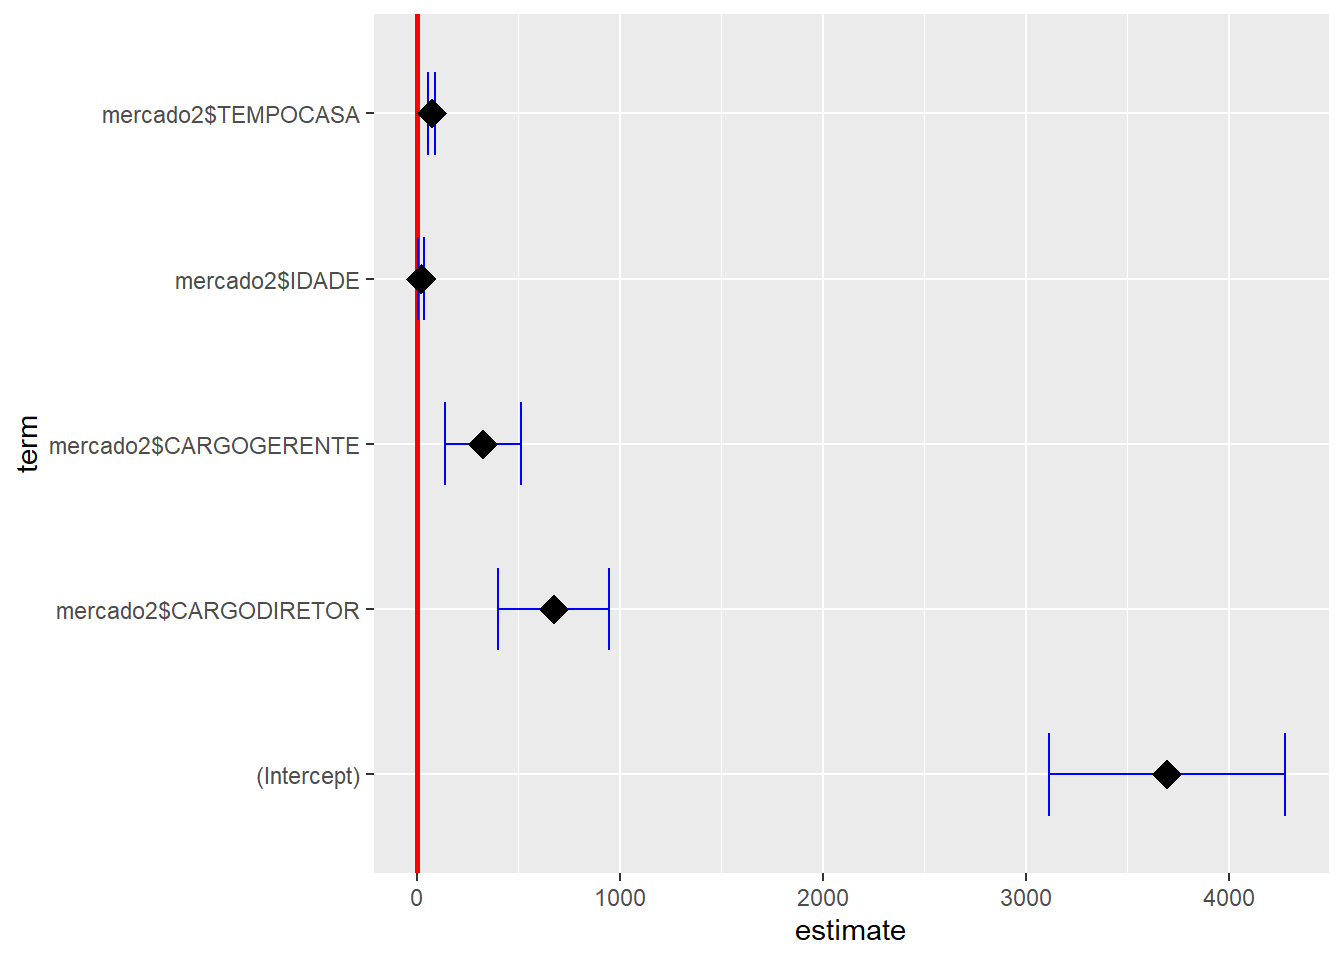 mercado2$TEMPOCASA
mercado2$IDADE
mercado2$CARGOGERENTE
mercado2$CARGODIRETOR
(Intercept)
term
0 1000 2000 3000 4000
estimate